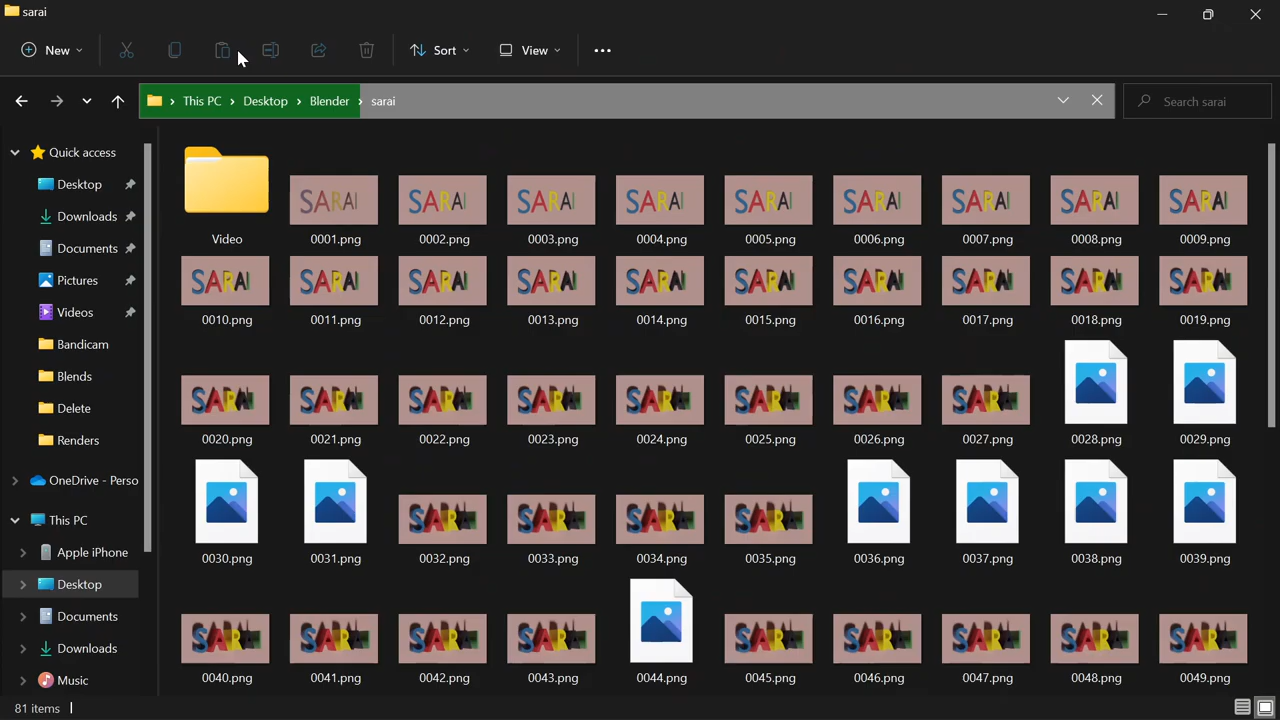 sarai
New
Sort
View
This PC
Desktop
Blender
sarai
Search sarai
Quick access
Desktop
Downloads
Documents
Pictures
Videos
Bandicam
Blends
Delete
Renders
OneDrive - Perso
This PC
Apple iPhone
Desktop
Documents
Downloads
Music
SARAI SARAI SARAI SARAI SARAI SARAI SARAI SARAI SARAI
Video 0001.png 0002.png 0003.png 0004.png 0005.png 0006.png 0007.png 0008.png 0009.png
SARAI SARAI SARAI SARAI SARAI SARAI SARAI SARAI SARAI SARAI
0010.png 0011.png 0012.png 0013.png 0014.png 0015.png 0016.png 0017.png 0018.png 0019.png
SARAI SARAI SARAI SARAI SARAI SARAI SARAI SARAI
0020.png 0021.png 0022.png 0023.png 0024.png 0025.png 0026.png 0027.png 0028.png 0029.png
SARAI SARAI SARAI SARAI
0030.png 0031.png 0032.png 0033.png 0034.png 0035.png 0036.png 0037.png 0038.png 0039.png
SARAI SARAI SARAI SARAI SARAI SARAI SARAI SARAI SARAI
0040.png 0041.png 0042.png 0043.png 0044.png 0045.png 0046.png 0047.png 0048.png 0049.png
81 items